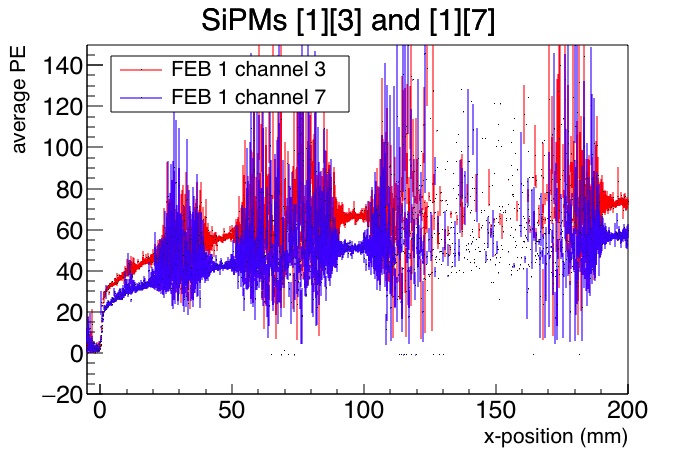 SiPMs [1][3] and [1][7]
average PE
FEB 1 channel 3
FEB 1 channel 7
140
120
100
80
60
40
20
0
−20
0 50 100 150 200
x-position (mm)